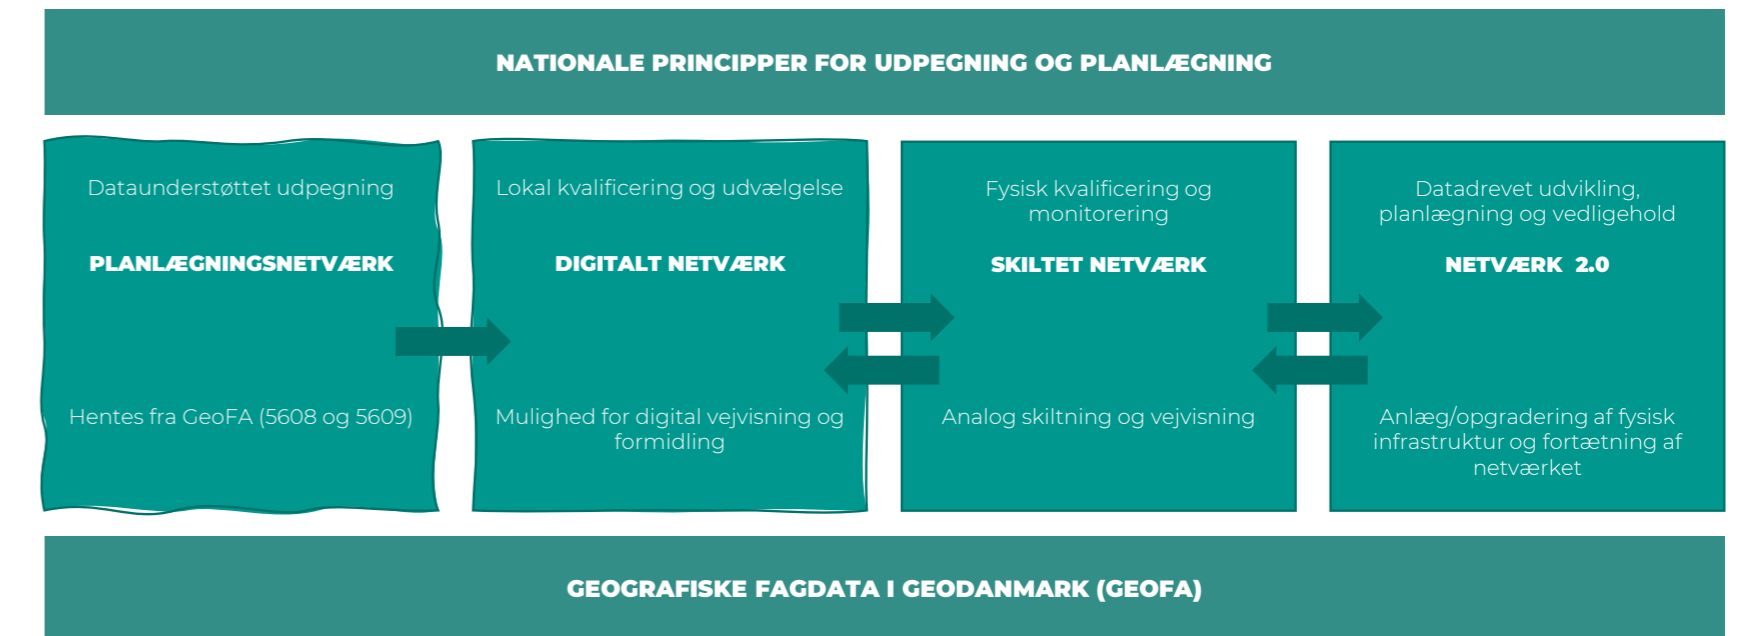 NATIONALE PRINCIPPER FOR UDPEGNING OG PLANLÆGNING
Dataunderstøttet udpegning
PLANLÆGNINGSNETVÆRK
Hentes fra GeoFA (5608 og 5609)
Lokal kvalificering og udvælgelse
DIGITALT NETVÆRK
Mulighed for digital vejvisning og
formidling
Fysisk kvalificering og
monitorering
SKILTET NETVÆRK
Analog skiltning og vejvisning
Datadrevet udvikling,
planlægning og vedligehold
NETVÆRK 2.0
Anlæg/opgradering af fysisk
infrastruktur og fortætning af
netværket
GEOGRAFISKE FAGDATA I GEODANMARK (GEOFA)